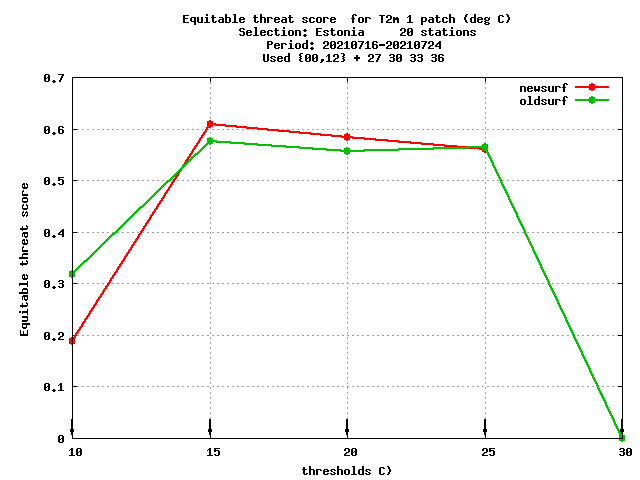 Equitable threat score  for T2m 1 patch (deg C)
Selection: Estonia     20 stations
Period: 20210716-20210724
Used {00,12} + 27 30 33 36
newsurf
oldsurf
0.7
0.6
0.5
0.4
0.3
0.2
0.1
0
Equitable threat score
10 15 20 25 30
thresholds C)